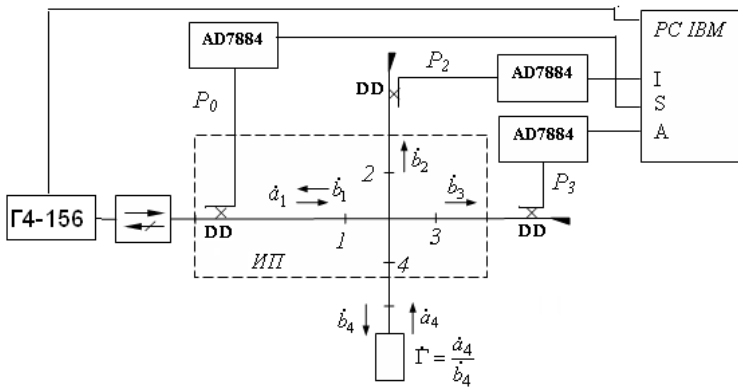 PC IBM
AD7884
P₀
DD
P₂
AD7884
I
S
AD7884
A
P₃
2
ḃ₂
ȧ₁
ḃ₁
ḃ₃
Г4-156
DD
1
3
DD
ИП
4
ḃ₄
ȧ₄
Г̇ = ȧ₄/ḃ₄